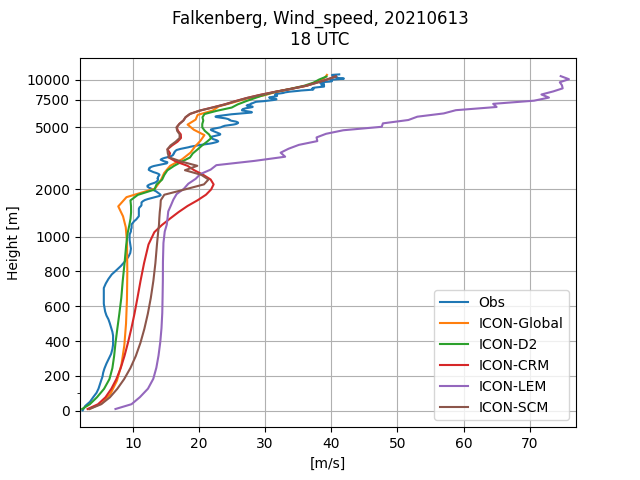 Falkenberg, Wind_speed, 20210613
18 UTC
Height [m]
10000
7500
5000
2000
1000
800
600
400
200
0
Obs
ICON-Global
ICON-D2
ICON-CRM
ICON-LEM
ICON-SCM
10 20 30 40 50 60 70
[m/s]